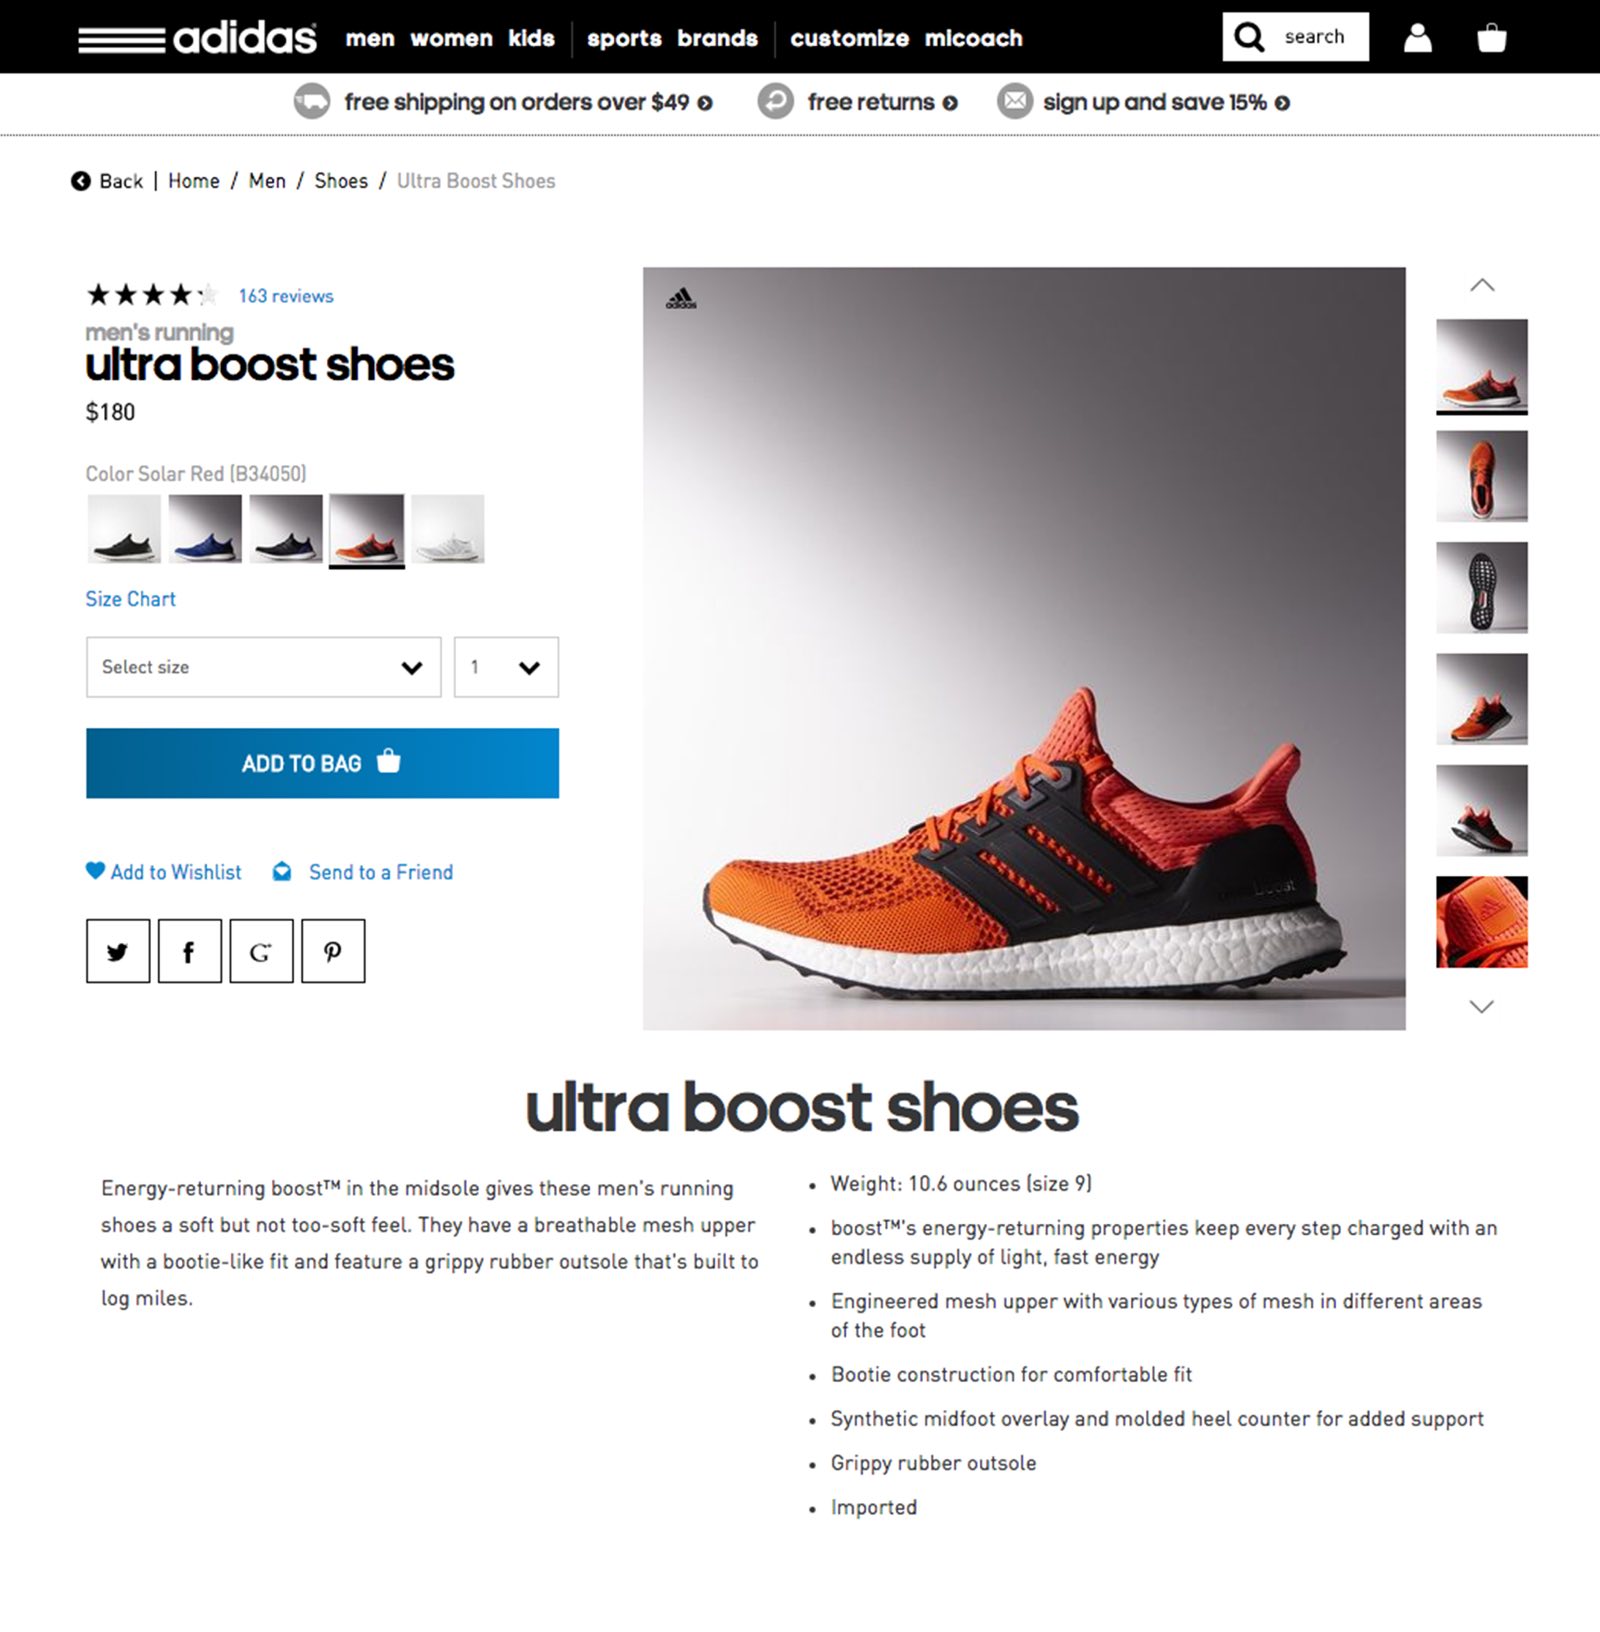 adidas men women kids sports brands customize micoach search
free shipping on orders over $49 free returns sign up and save 15%
Back | Home / Men / Shoes / Ultra Boost Shoes
163 reviews
men's running
ultra boost shoes
$180
Color Solar Red (B34050)
Size Chart
Select size 1
ADD TO BAG
Add to Wishlist Send to a Friend
adidas
boost
ultra boost shoes
Energy-returning boost™ in the midsole gives these men's running
shoes a soft but not too-soft feel. They have a breathable mesh upper
with a bootie-like fit and feature a grippy rubber outsole that's built to
log miles.
• Weight: 10.6 ounces (size 9)
• boost™'s energy-returning properties keep every step charged with an
endless supply of light, fast energy
• Engineered mesh upper with various types of mesh in different areas
of the foot
• Bootie construction for comfortable fit
• Synthetic midfoot overlay and molded heel counter for added support
• Grippy rubber outsole
• Imported